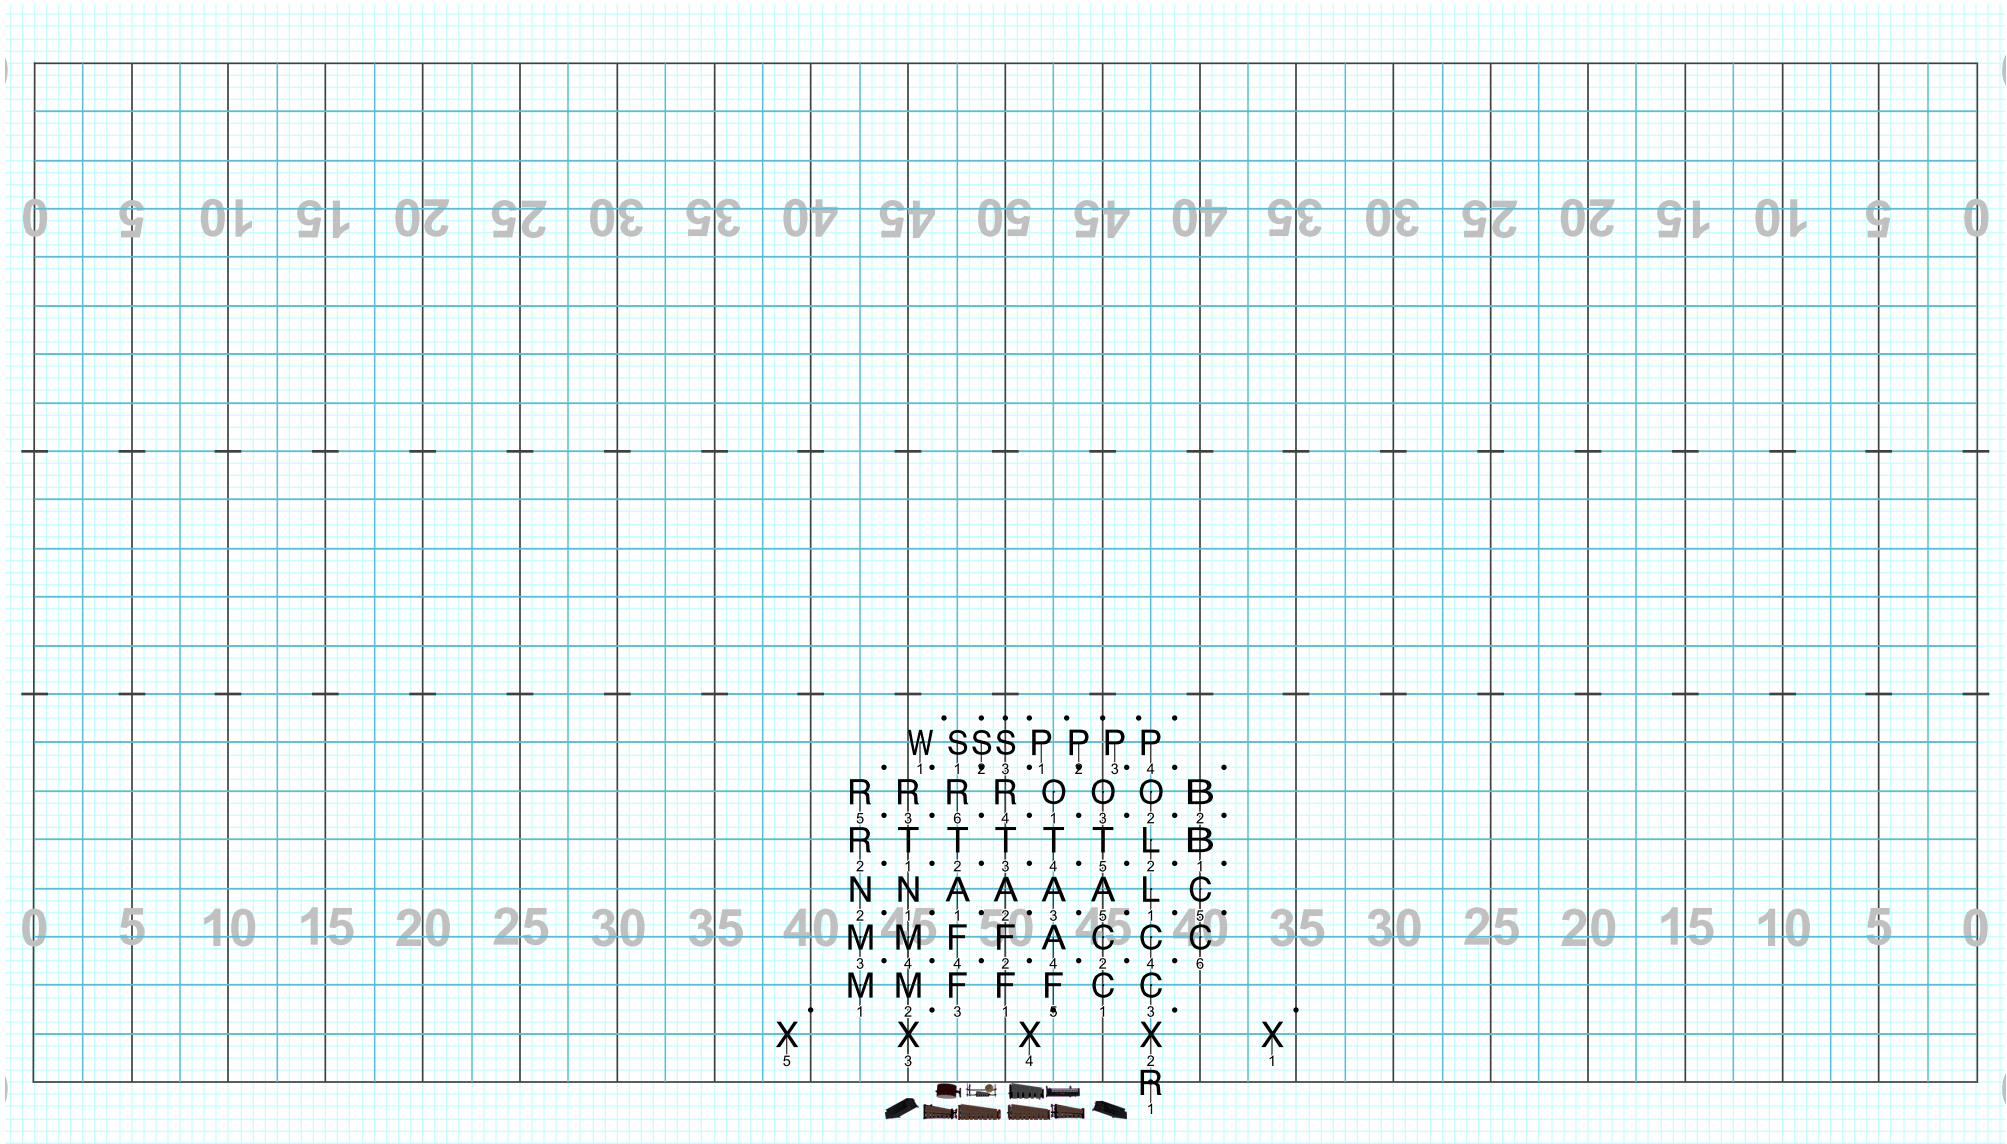 0 5 10 15 20 25 30 35 40 45 50 45 40 35 30 25 20 15 10 5 0
W S S S P P P P
1 1 2 3 1 2 3 4
R R R R O O O B
5 3 6 4 1 3 2 2
R T T T T T L B
2 1 2 3 4 5 2 1
N N A A A A L C
2 1 1 2 3 5 1 5
0 5 10 15 20 25 30 35 40 45 50 45 40 35 30 25 20 15 10 5 0
M M F F A C C C
3 4 4 2 4 2 4 6
M M F F F C C
1 2 3 1 5 1 3
X X X X X
5 3 4 2 1
R
1